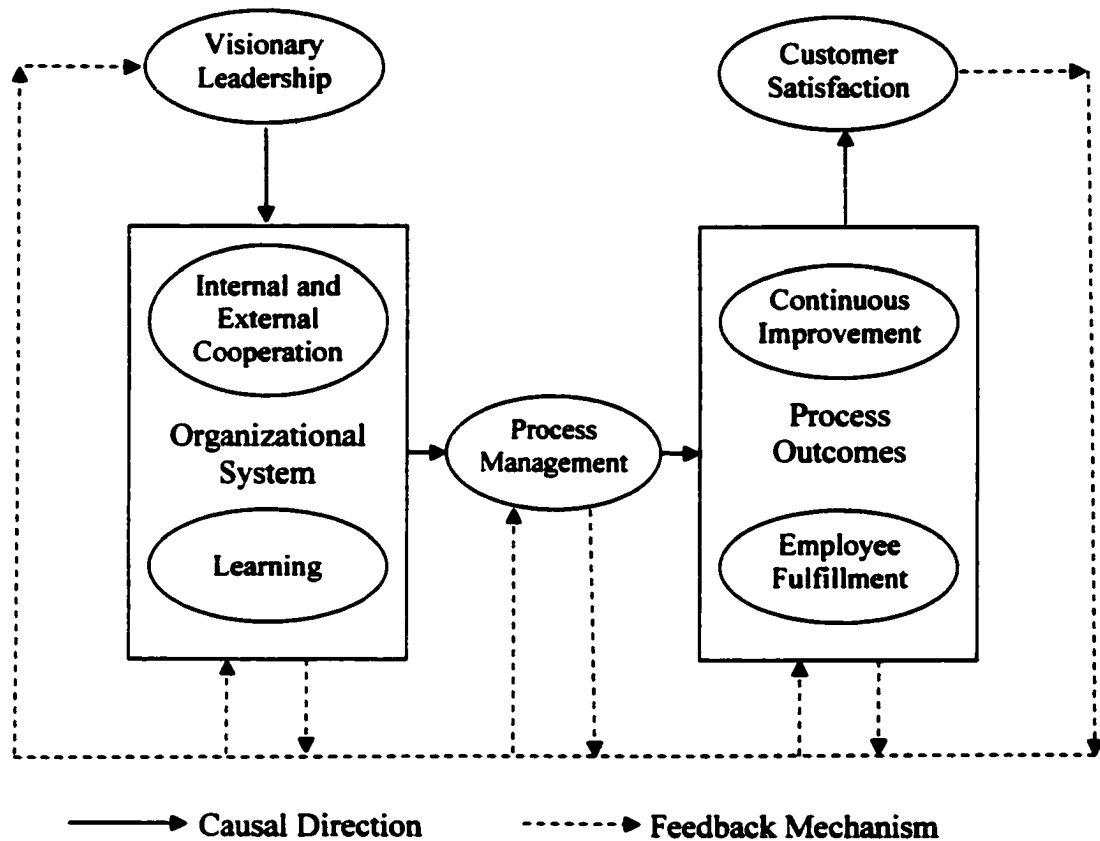 Visionary
Leadership
Customer
Satisfaction
Internal and
External
Cooperation
Organizational
System
Learning
Process
Management
Continuous
Improvement
Process
Outcomes
Employee
Fulfillment
Causal Direction
Feedback Mechanism